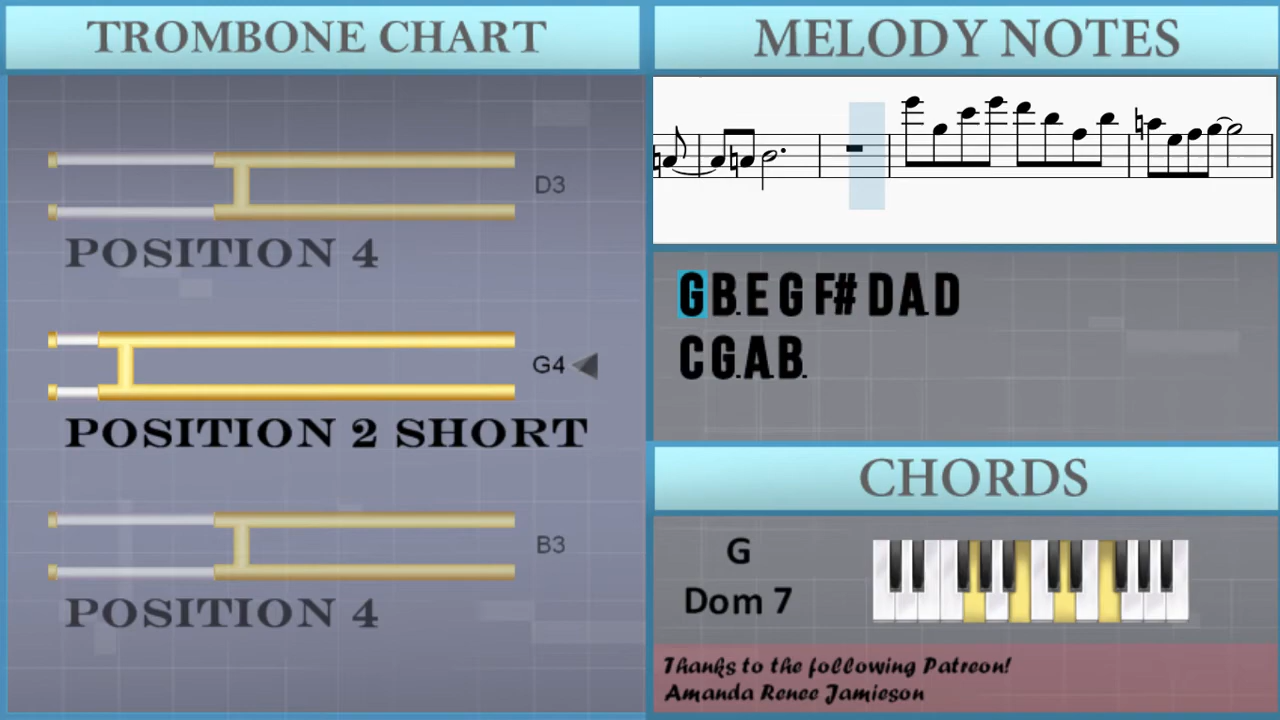 TROMBONE CHART
D3
POSITION 4
G4
POSITION 2 SHORT
B3
POSITION 4
MELODY NOTES
G B. E G F# D A. D
C G. A. B.
CHORDS
G
Dom 7
Thanks to the following Patreon!
Amanda Renee Jamieson